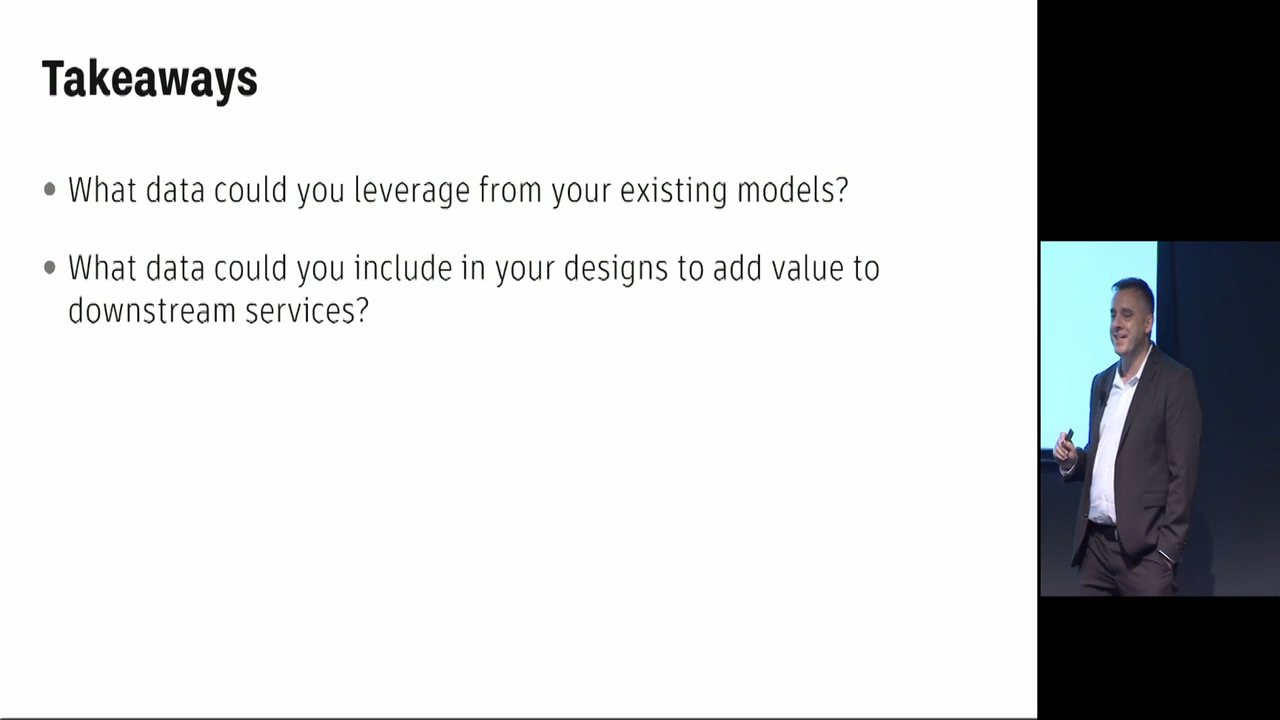 Takeaways
• What data could you leverage from your existing models?
• What data could you include in your designs to add value to
downstream services?